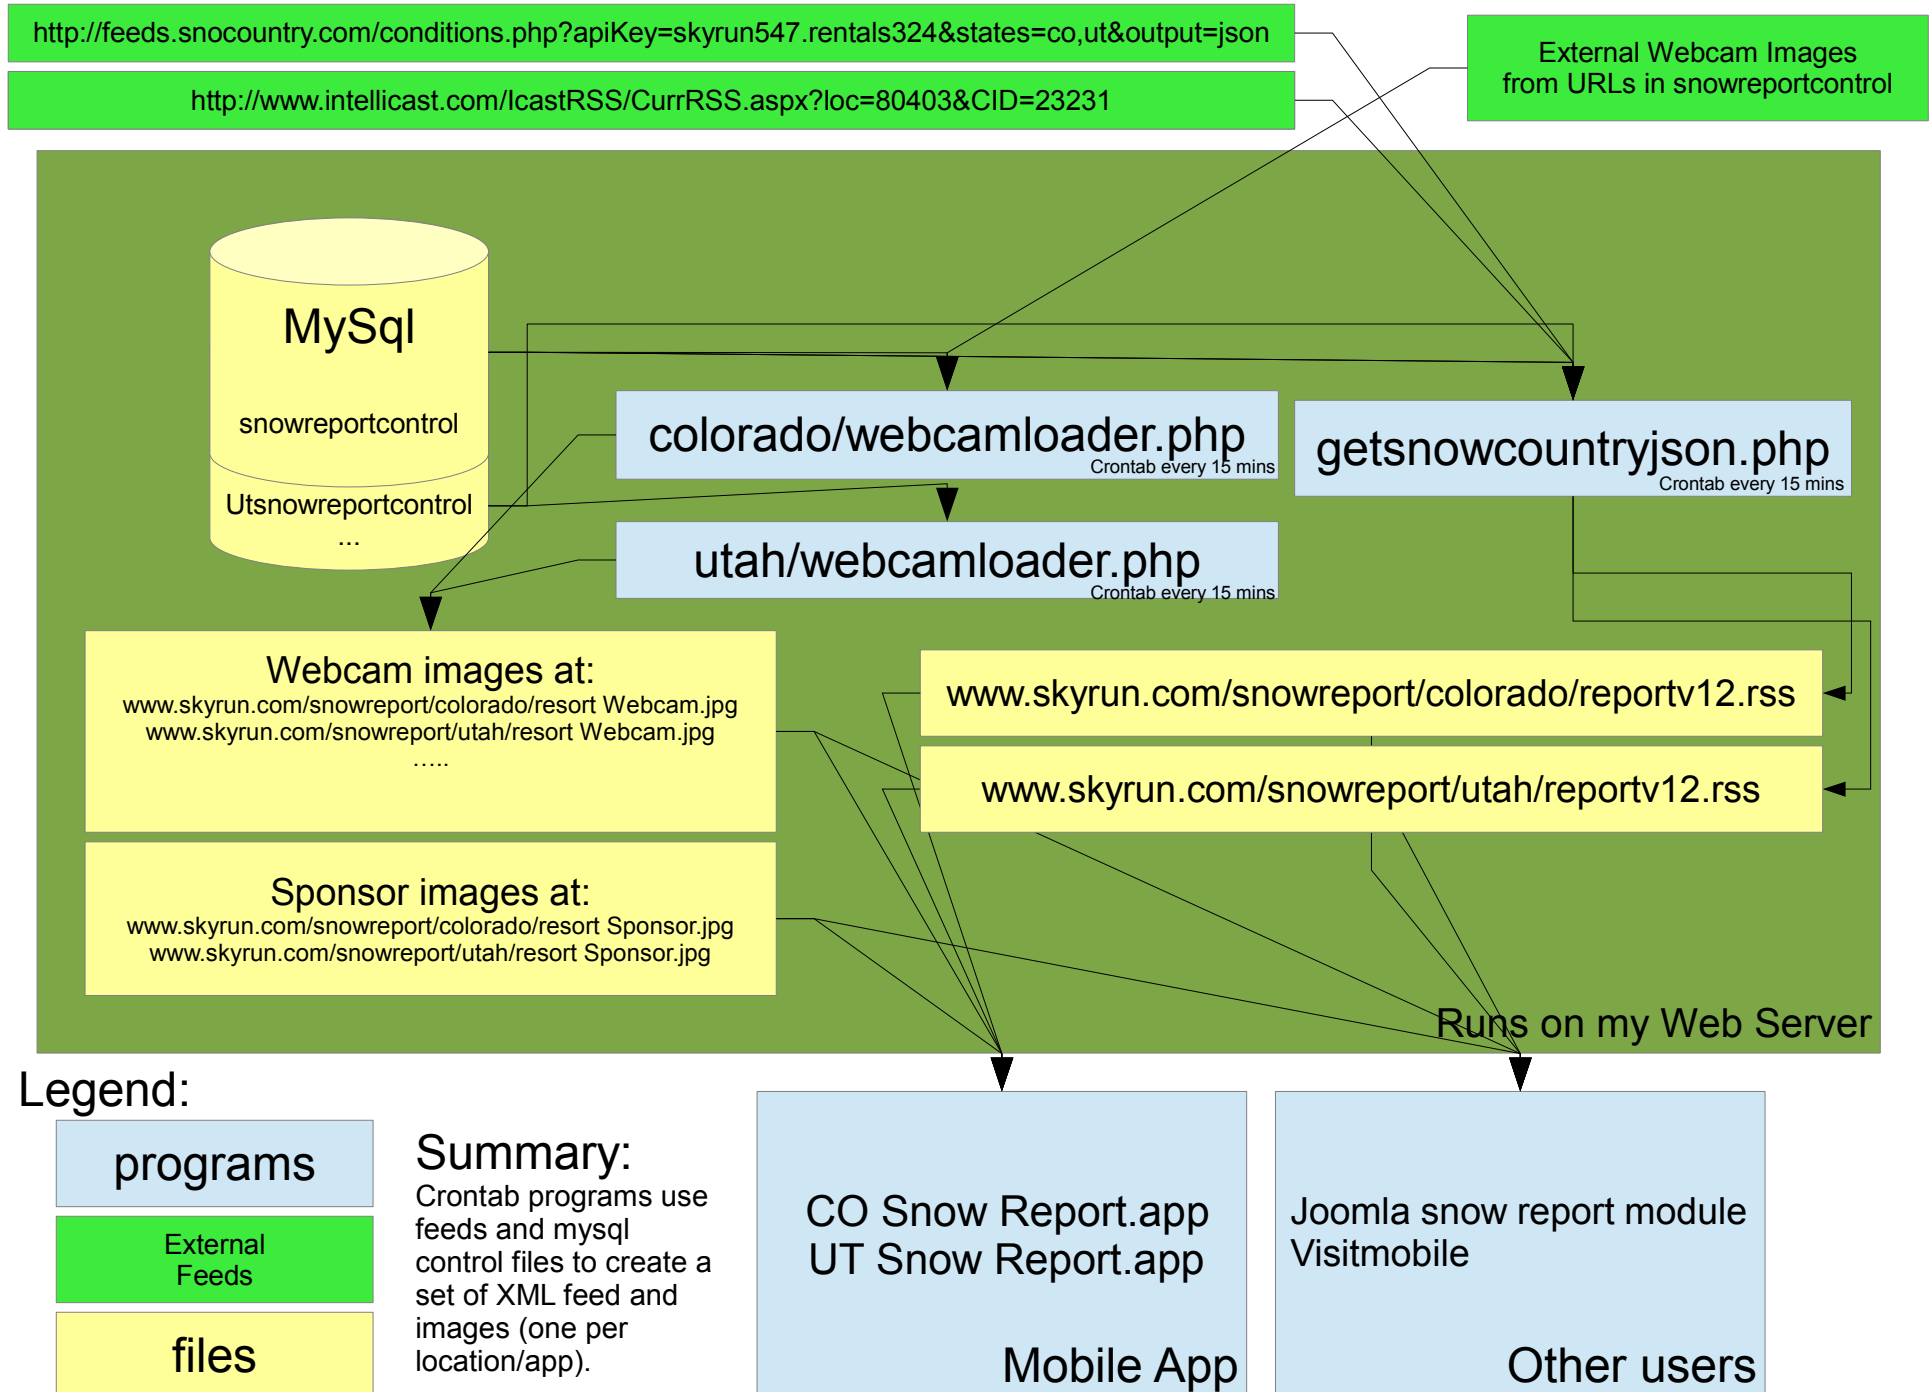 http://feeds.snocountry.com/conditions.php?apiKey=skyrun547.rentals324&states=co,ut&output=json
http://www.intellicast.com/IcastRSS/CurrRSS.aspx?loc=80403&CID=23231
External Webcam Images
from URLs in snowreportcontrol
MySql
snowreportcontrol
Utsnowreportcontrol
...
colorado/webcamloader.php
Crontab every 15 mins
getsnowcountryjson.php
Crontab every 15 mins
utah/webcamloader.php
Crontab every 15 mins
Webcam images at:
www.skyrun.com/snowreport/colorado/resort Webcam.jpg
www.skyrun.com/snowreport/utah/resort Webcam.jpg
…..
www.skyrun.com/snowreport/colorado/reportv12.rss
www.skyrun.com/snowreport/utah/reportv12.rss
Sponsor images at:
www.skyrun.com/snowreport/colorado/resort Sponsor.jpg
www.skyrun.com/snowreport/utah/resort Sponsor.jpg
Runs on my Web Server
Legend:
programs
External
Feeds
files
Summary:
Crontab programs use
feeds and mysql
control files to create a
set of XML feed and
images (one per
location/app).
CO Snow Report.app
UT Snow Report.app
Mobile App
Joomla snow report module
Visitmobile
Other users